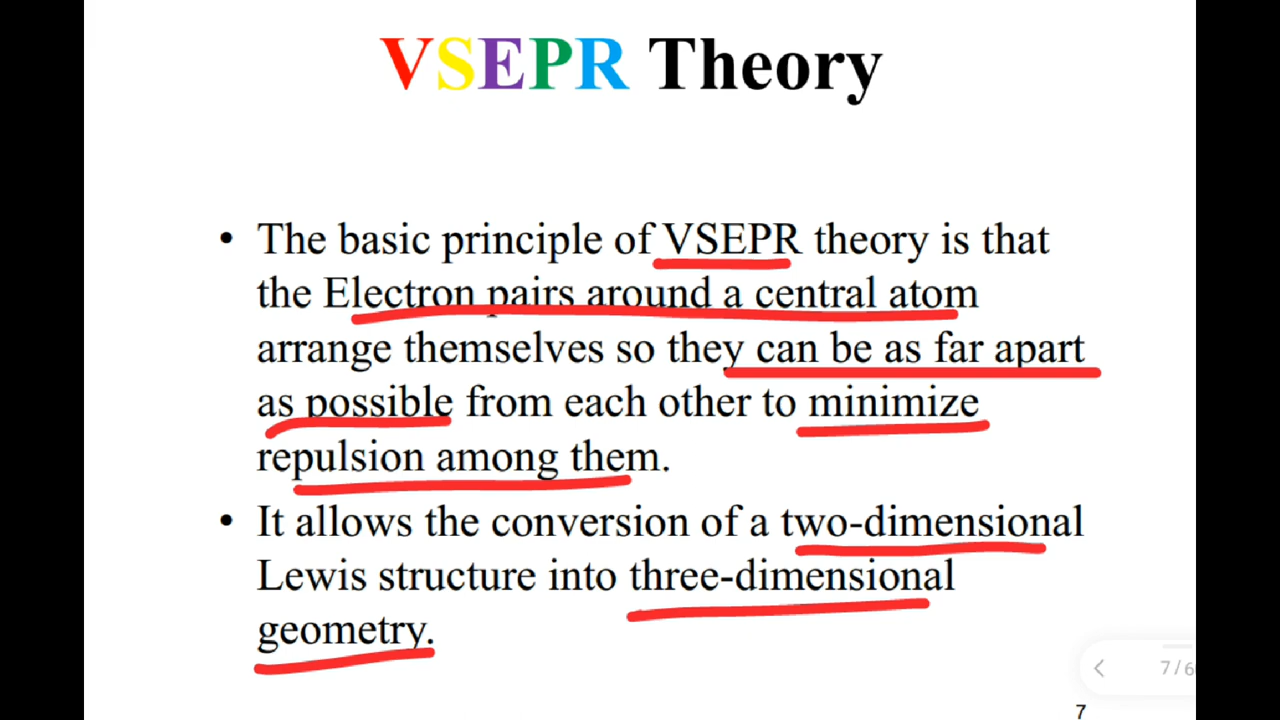 VSEPR Theory
• The basic principle of VSEPR theory is that
the Electron pairs around a central atom
arrange themselves so they can be as far apart
as possible from each other to minimize
repulsion among them.
• It allows the conversion of a two-dimensional
Lewis structure into three-dimensional
geometry.
7/6
7